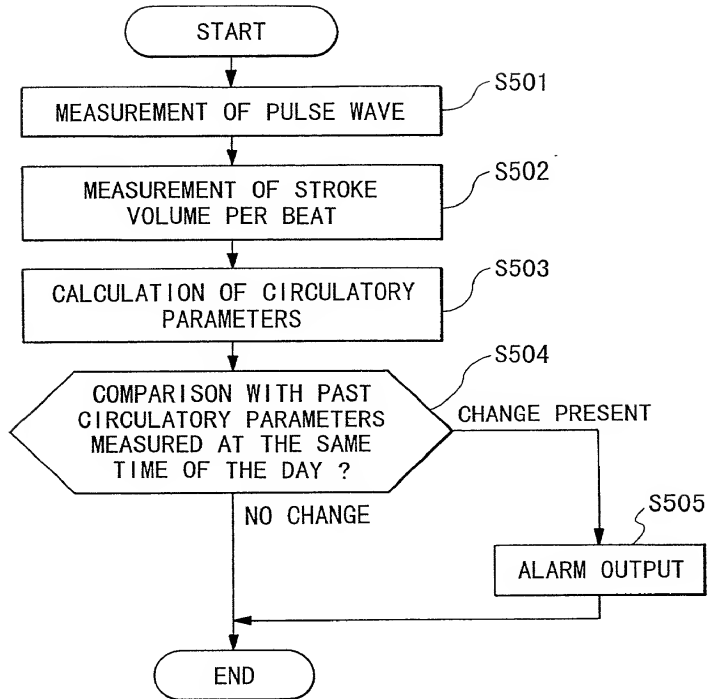 START
S501
MEASUREMENT OF PULSE WAVE
S502
MEASUREMENT OF STROKE
VOLUME PER BEAT
S503
CALCULATION OF CIRCULATORY
PARAMETERS
S504
COMPARISON WITH PAST
CIRCULATORY PARAMETERS
MEASURED AT THE SAME
TIME OF THE DAY ?
CHANGE PRESENT
NO CHANGE
S505
ALARM OUTPUT
END